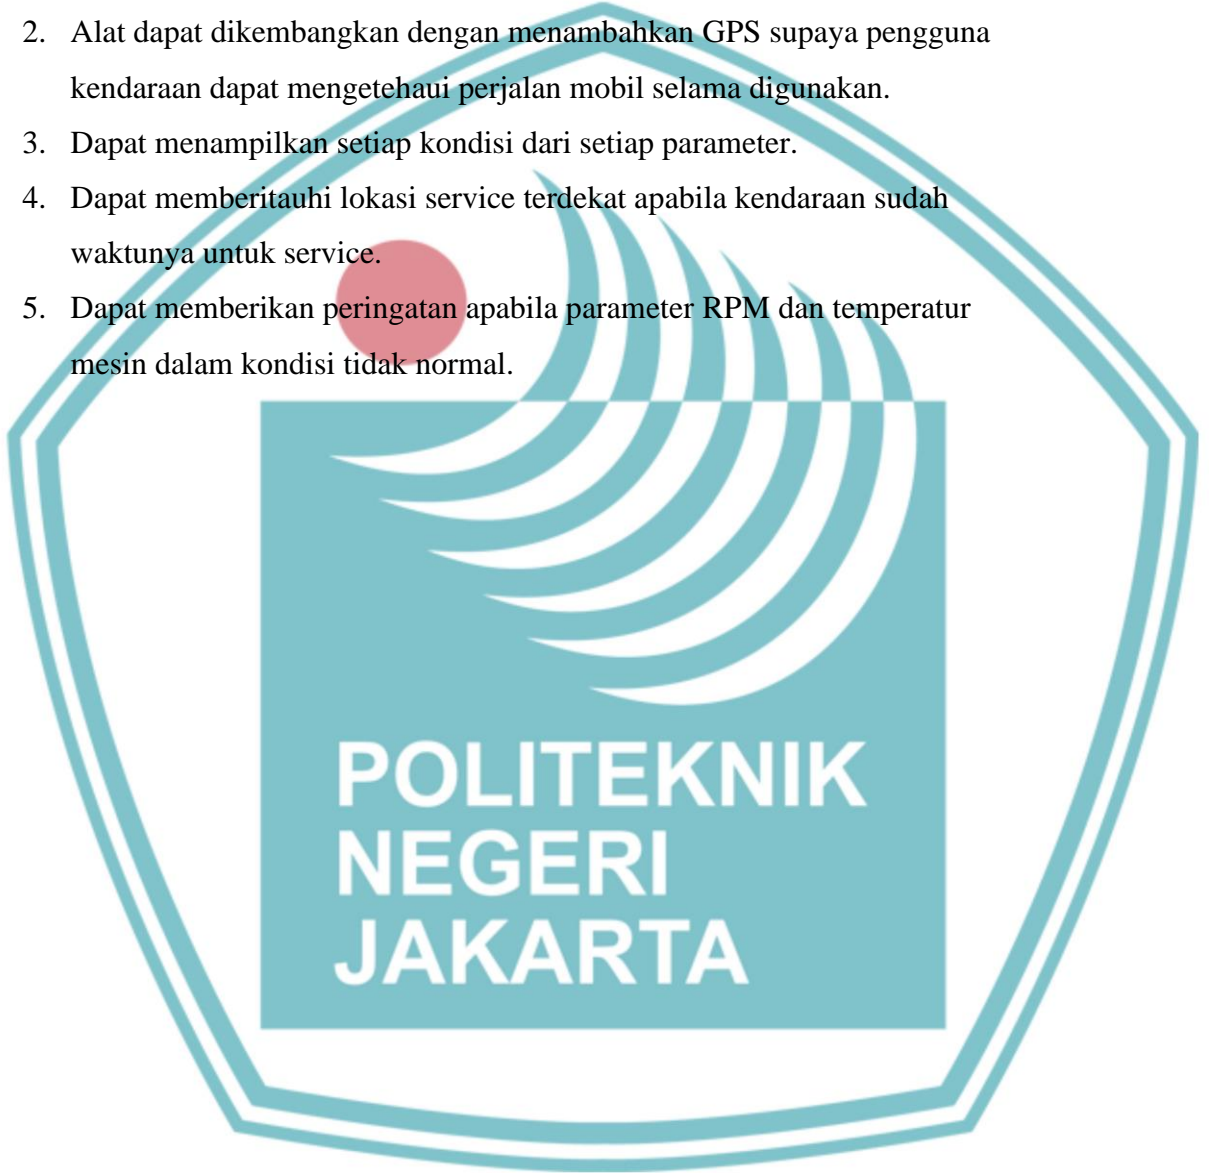 2. Alat dapat dikembangkan dengan menambahkan GPS supaya pengguna
kendaraan dapat mengetehaui perjalan mobil selama digunakan.
3. Dapat menampilkan setiap kondisi dari setiap parameter.
4. Dapat memberitauhi lokasi service terdekat apabila kendaraan sudah
waktunya untuk service.
5. Dapat memberikan peringatan apabila parameter RPM dan temperatur
mesin dalam kondisi tidak normal.
POLITEKNIK
NEGERI
JAKARTA